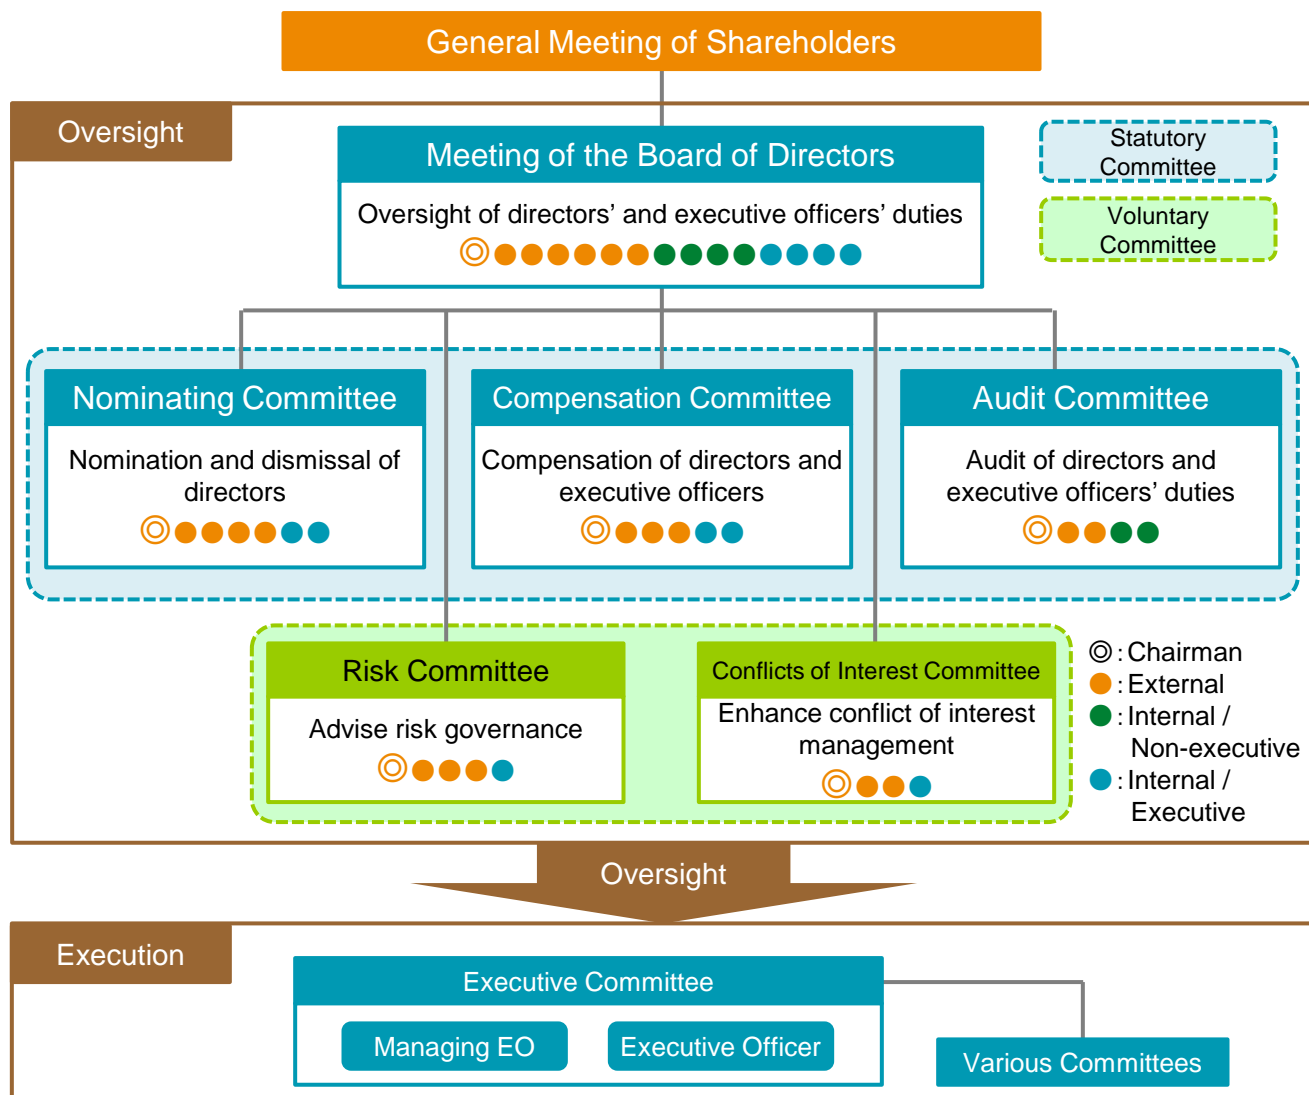 General Meeting of Shareholders
Oversight
Meeting of the Board of Directors
Oversight of directors’ and executive officers’ duties
Statutory
Committee
Voluntary
Committee
Nominating Committee
Nomination and dismissal of
directors
Compensation Committee
Compensation of directors and
executive officers
Audit Committee
Audit of directors and
executive officers’ duties
Risk Committee
Advise risk governance
Conflicts of Interest Committee
Enhance conflict of interest
management
◎: Chairman
●: External
●: Internal /
Non-executive
●: Internal /
Executive
Oversight
Execution
Executive Committee
Managing EO
Executive Officer
Various Committees